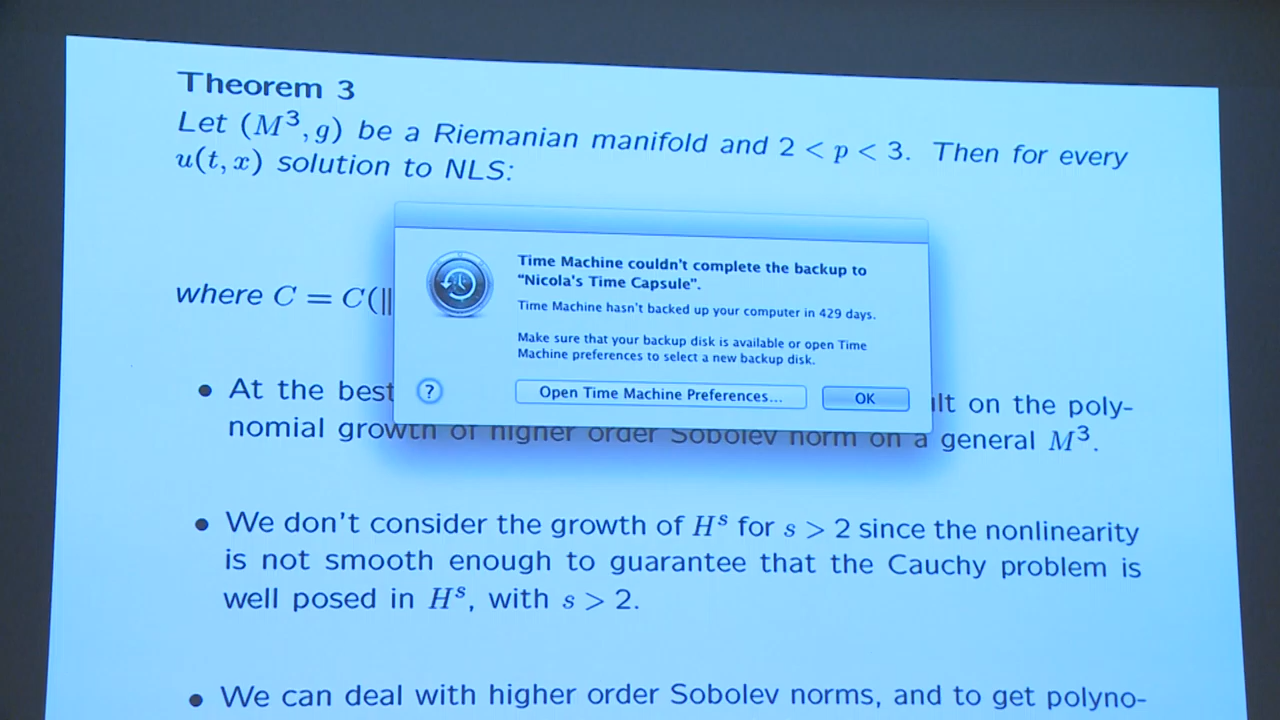 Theorem 3
Let (M³, g) be a Riemanian manifold and 2 < p < 3. Then for every
u(t, x) solution to NLS:
Time Machine couldn't complete the backup to
"Nicola's Time Capsule".
Time Machine hasn't backed up your computer in 429 days.
Make sure that your backup disk is available or open Time
Machine preferences to select a new backup disk.
?
Open Time Machine Preferences...
OK
where C = C(‖
• At the best
lt on the poly-
nomial growth of higher order Sobolev norm on a general M³.
• We don't consider the growth of Hˢ for s > 2 since the nonlinearity
is not smooth enough to guarantee that the Cauchy problem is
well posed in Hˢ, with s > 2.
• We can deal with higher order Sobolev norms, and to get polyno-